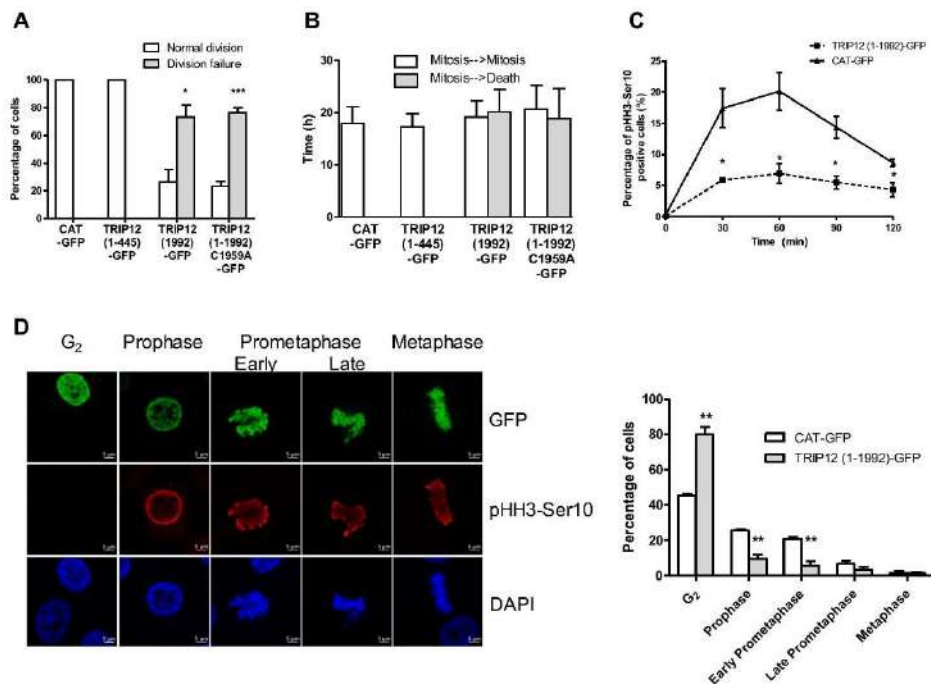 A
Normal division
Division failure
Percentage of cells
100
80
60
40
20
0
*
***
CAT
-GFP
TRIP12
(1-445)
-GFP
TRIP12
(1992)
-GFP
TRIP12
(1-1992)
C1959A
-GFP
B
Mitosis-->Mitosis
Mitosis-->Death
Time (h)
30
20
10
0
CAT
-GFP
TRIP12
(1-445)
-GFP
TRIP12
(1992)
-GFP
TRIP12
(1-1992)
C1959A
-GFP
C
TRIP12 (1-1992)-GFP
CAT-GFP
Percentage of pHH3-Ser10
positive cells (%)
25
20
15
10
5
0
*
*
*
*
0
30
60
90
120
Time (min)
D
G2
Prophase
Prometaphase
Early
Late
Metaphase
GFP
pHH3-Ser10
DAPI
Percentage of cells
100
80
60
40
20
0
**
**
**
CAT-GFP
TRIP12 (1-1992)-GFP
G2
Prophase
Early Prometaphase
Late Prometaphase
Metaphase